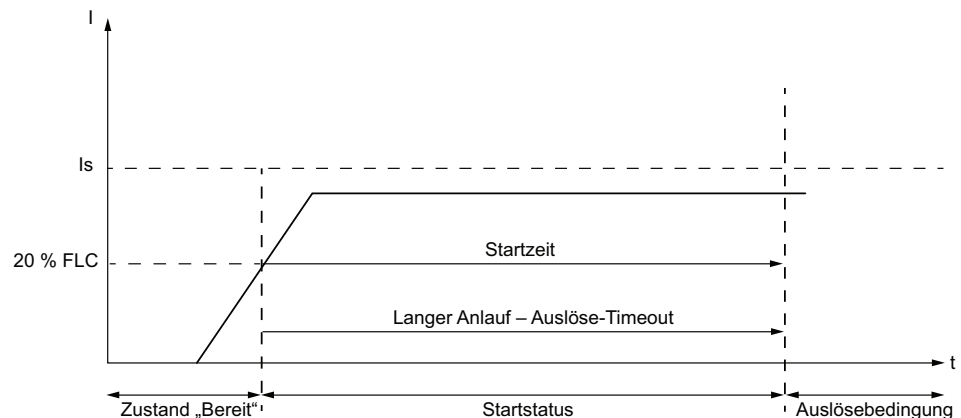 I
Is
20 % FLC
Startzeit
Langer Anlauf – Auslöse-Timeout
t
Zustand „Bereit“
Startstatus
Auslösebedingung